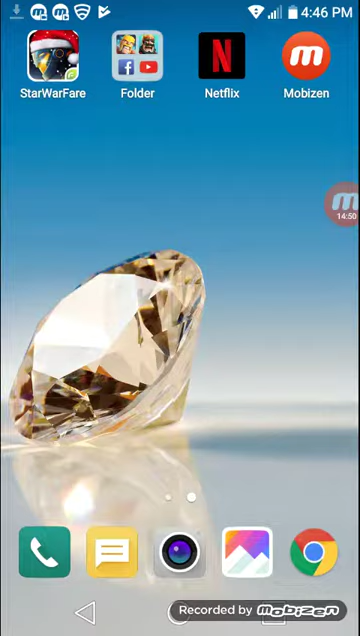 4:46 PM
StarWarFare
Folder
Netflix
Mobizen
14:50
Recorded by mobizen